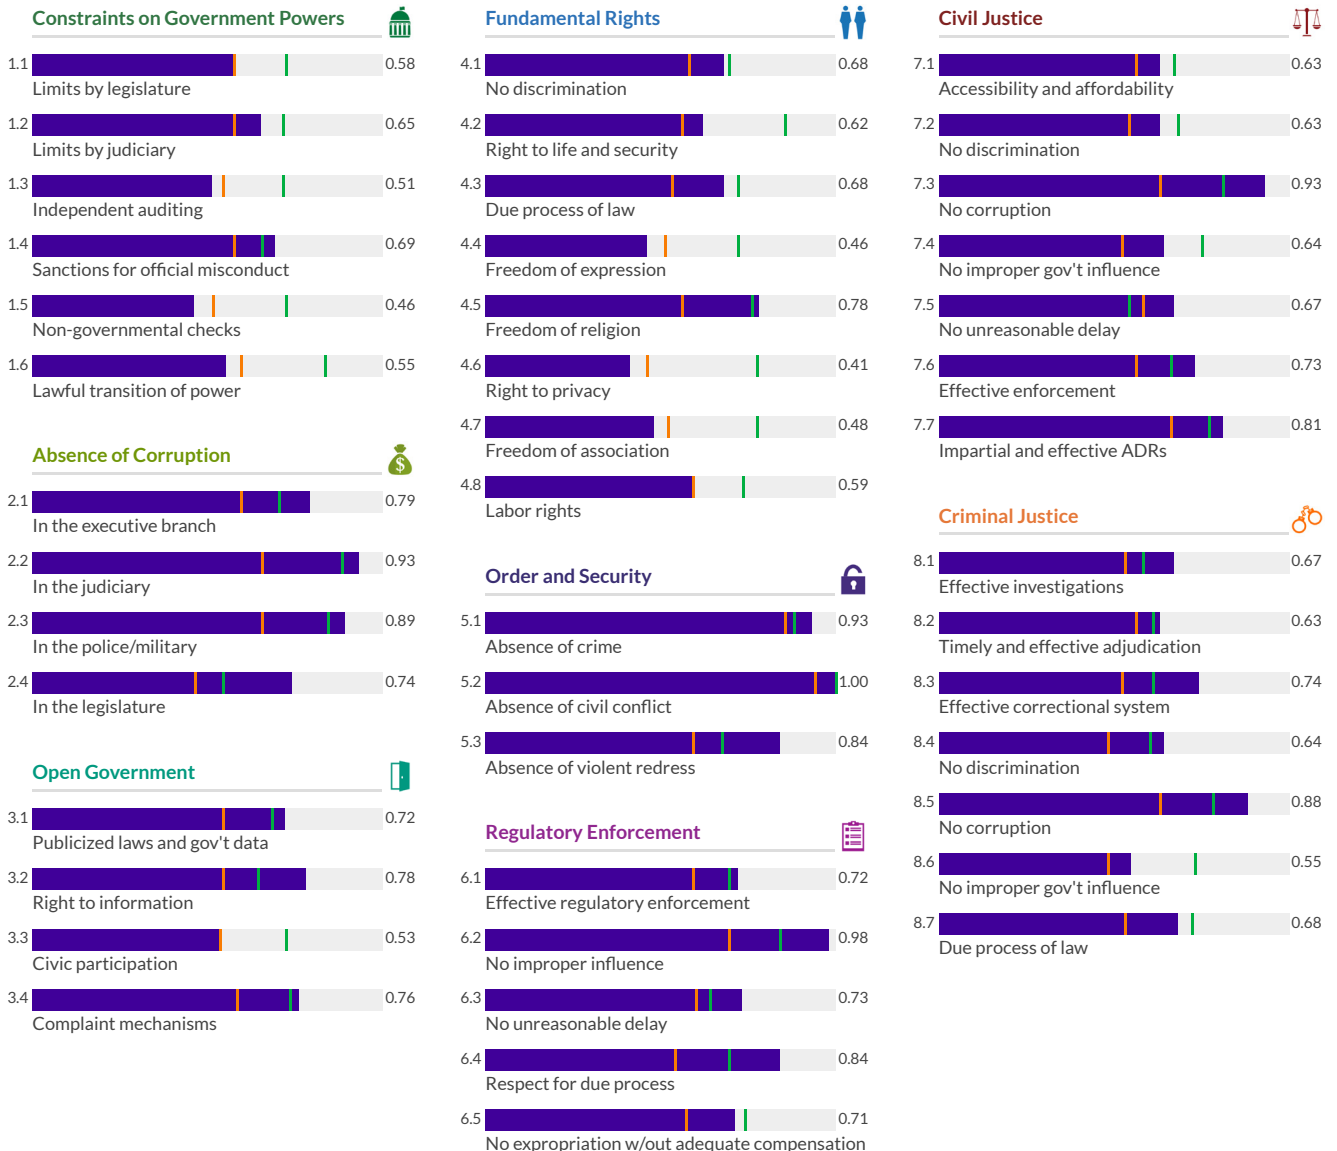 Constraints on Government Powers
1.1 0.58
Limits by legislature
1.2 0.65
Limits by judiciary
1.3 0.51
Independent auditing
1.4 0.69
Sanctions for official misconduct
1.5 0.46
Non-governmental checks
1.6 0.55
Lawful transition of power
Absence of Corruption
$
2.1 0.79
In the executive branch
2.2 0.93
In the judiciary
2.3 0.89
In the police/military
2.4 0.74
In the legislature
Open Government
3.1 0.72
Publicized laws and gov't data
3.2 0.78
Right to information
3.3 0.53
Civic participation
3.4 0.76
Complaint mechanisms
Fundamental Rights
4.1 0.68
No discrimination
4.2 0.62
Right to life and security
4.3 0.68
Due process of law
4.4 0.46
Freedom of expression
4.5 0.78
Freedom of religion
4.6 0.41
Right to privacy
4.7 0.48
Freedom of association
4.8 0.59
Labor rights
Order and Security
5.1 0.93
Absence of crime
5.2 1.00
Absence of civil conflict
5.3 0.84
Absence of violent redress
Regulatory Enforcement
6.1 0.72
Effective regulatory enforcement
6.2 0.98
No improper influence
6.3 0.73
No unreasonable delay
6.4 0.84
Respect for due process
6.5 0.71
No expropriation w/out adequate compensation
Civil Justice
7.1 0.63
Accessibility and affordability
7.2 0.63
No discrimination
7.3 0.93
No corruption
7.4 0.64
No improper gov't influence
7.5 0.67
No unreasonable delay
7.6 0.73
Effective enforcement
7.7 0.81
Impartial and effective ADRs
Criminal Justice
8.1 0.67
Effective investigations
8.2 0.63
Timely and effective adjudication
8.3 0.74
Effective correctional system
8.4 0.64
No discrimination
8.5 0.88
No corruption
8.6 0.55
No improper gov't influence
8.7 0.68
Due process of law